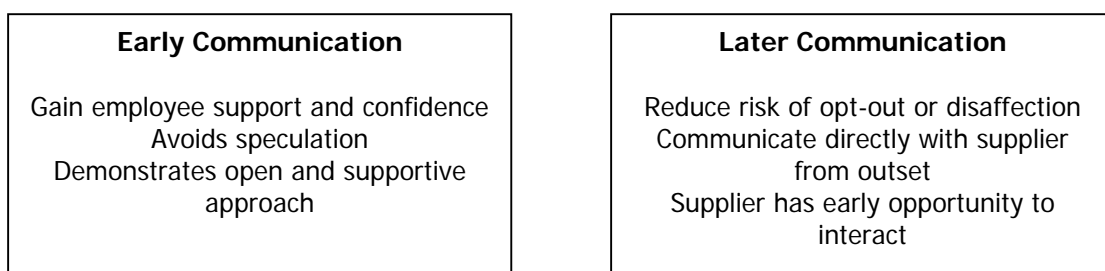 Early Communication
Gain employee support and confidence
Avoids speculation
Demonstrates open and supportive
approach
Later Communication
Reduce risk of opt-out or disaffection
Communicate directly with supplier
from outset
Supplier has early opportunity to
interact